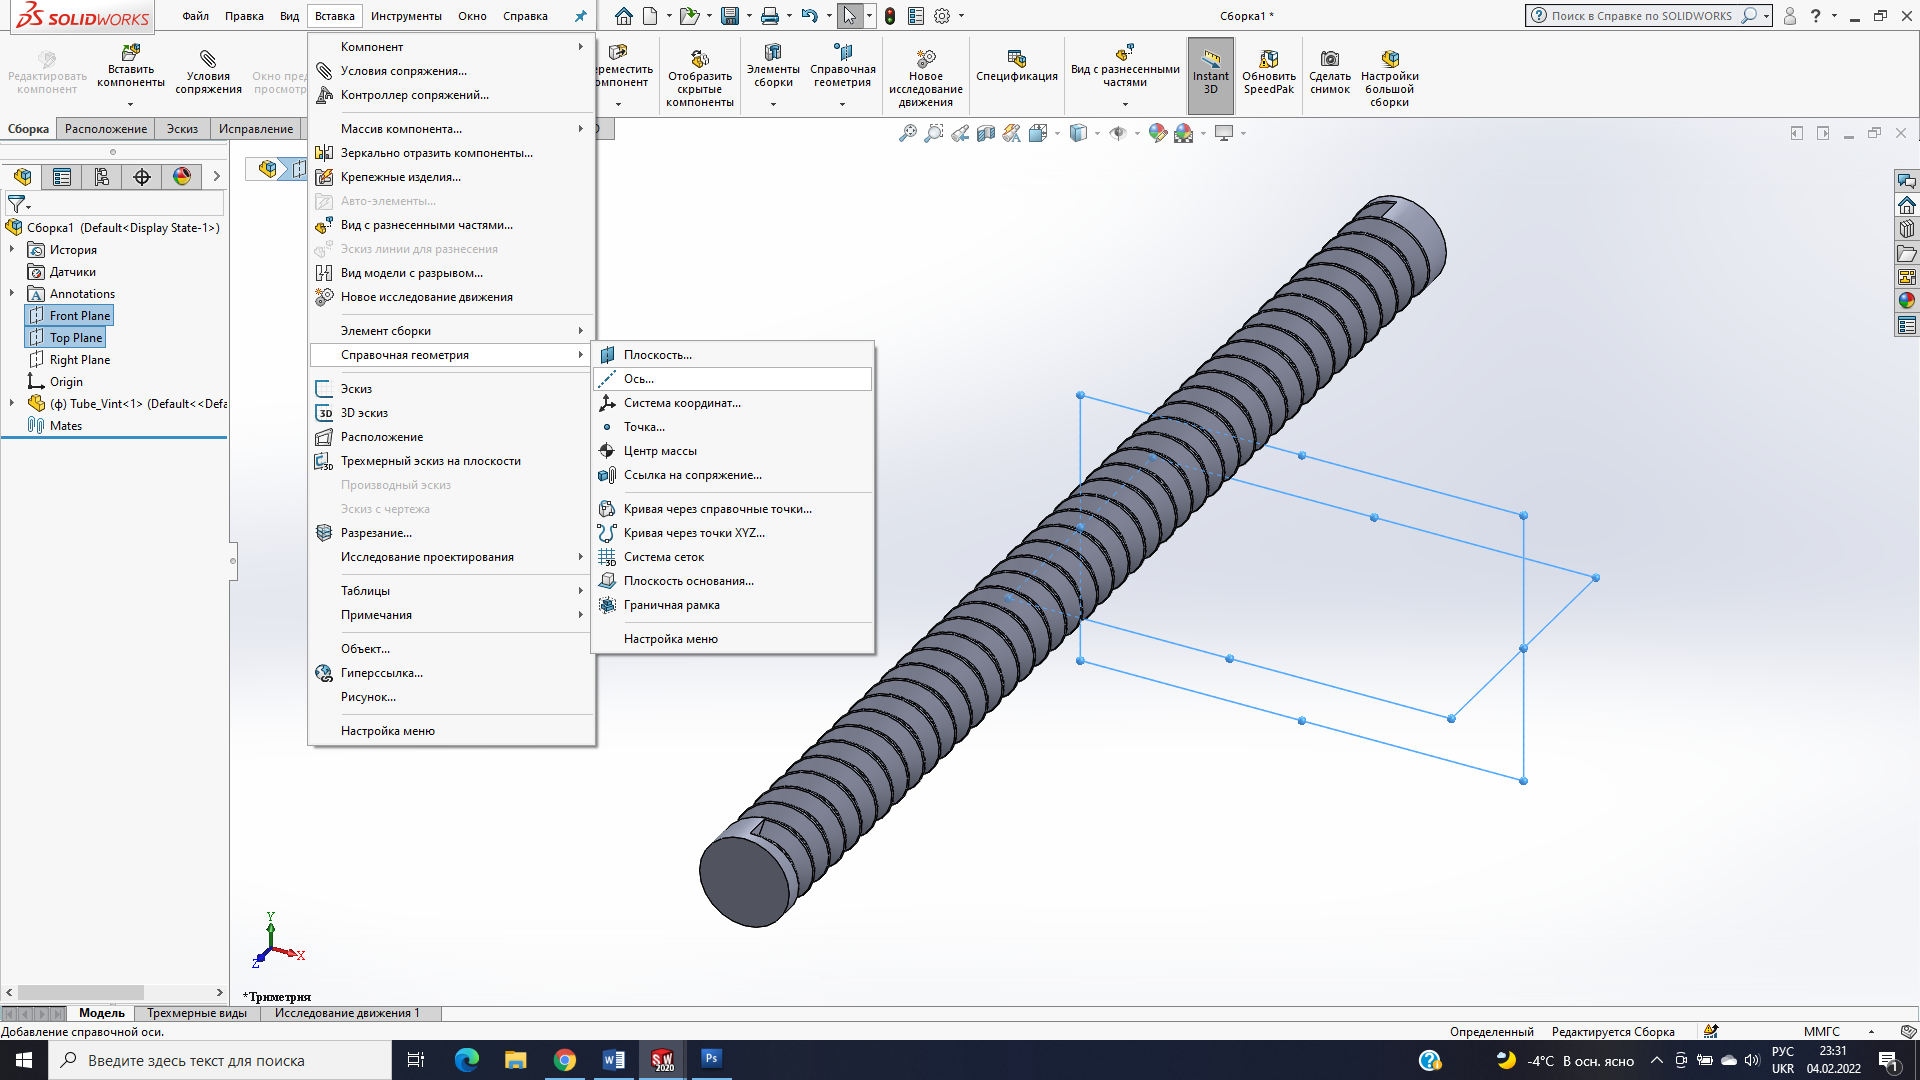 SOLIDWORKS
Файл Правка Вид Вставка Инструменты Окно Справка
Сборка1 *
Поиск в Справке по SOLIDWORKS
Редактировать
компонент
Вставить
компоненты
Условия
сопряжения
Окно пред
просмотр
ереместить
омпонент
Отобразить
скрытые
компоненты
Элементы
сборки
Справочная
геометрия
Новое
исследование
движения
Спецификация
Вид с разнесенными
частями
Instant
3D
Обновить
SpeedPak
Сделать
снимок
Настройки
большой
сборки
Сборка Расположение Эскиз Исправление
Сборка1 (Default<Display State-1>)
История
Датчики
Annotations
Front Plane
Top Plane
Right Plane
Origin
(ф) Tube_Vint<1> (Default<<Defa
Mates
Компонент
Условия сопряжения...
Контроллер сопряжений...
Массив компонента...
Зеркально отразить компоненты...
Крепежные изделия...
Авто-элементы...
Вид с разнесенными частями...
Эскиз линии для разнесения
Вид модели с разрывом...
Новое исследование движения
Элемент сборки
Справочная геометрия
Эскиз
3D эскиз
Расположение
Трехмерный эскиз на плоскости
Производный эскиз
Эскиз с чертежа
Разрезание...
Исследование проектирования
Таблицы
Примечания
Объект...
Гиперссылка...
Рисунок...
Настройка меню
Плоскость...
Ось...
Система координат...
Точка...
Центр массы
Ссылка на сопряжение...
Кривая через справочные точки...
Кривая через точки XYZ...
Система сеток
Плоскость основания...
Граничная рамка
Настройка меню
Y
X
Z
*Триметрия
Модель Трехмерные виды Исследование движения 1
Добавление справочной оси.
Определенный Редактируется Сборка ММГС
Введите здесь текст для поиска
-4°C В осн. ясно
РУС
UKR
23:31
04.02.2022
1